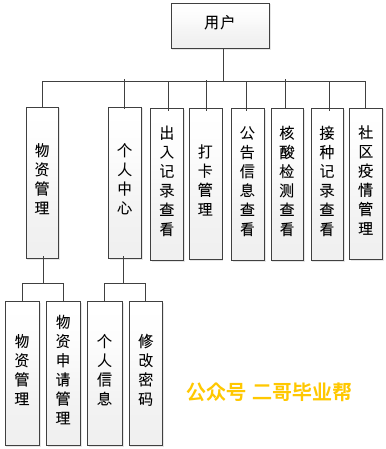 用户
物资管理
个人中心
出入记录查看
打卡管理
公告信息查看
核酸检测查看
接种记录查看
社区疫情管理
物资管理
物资申请管理
个人信息
修改密码
公众号 二哥毕业帮